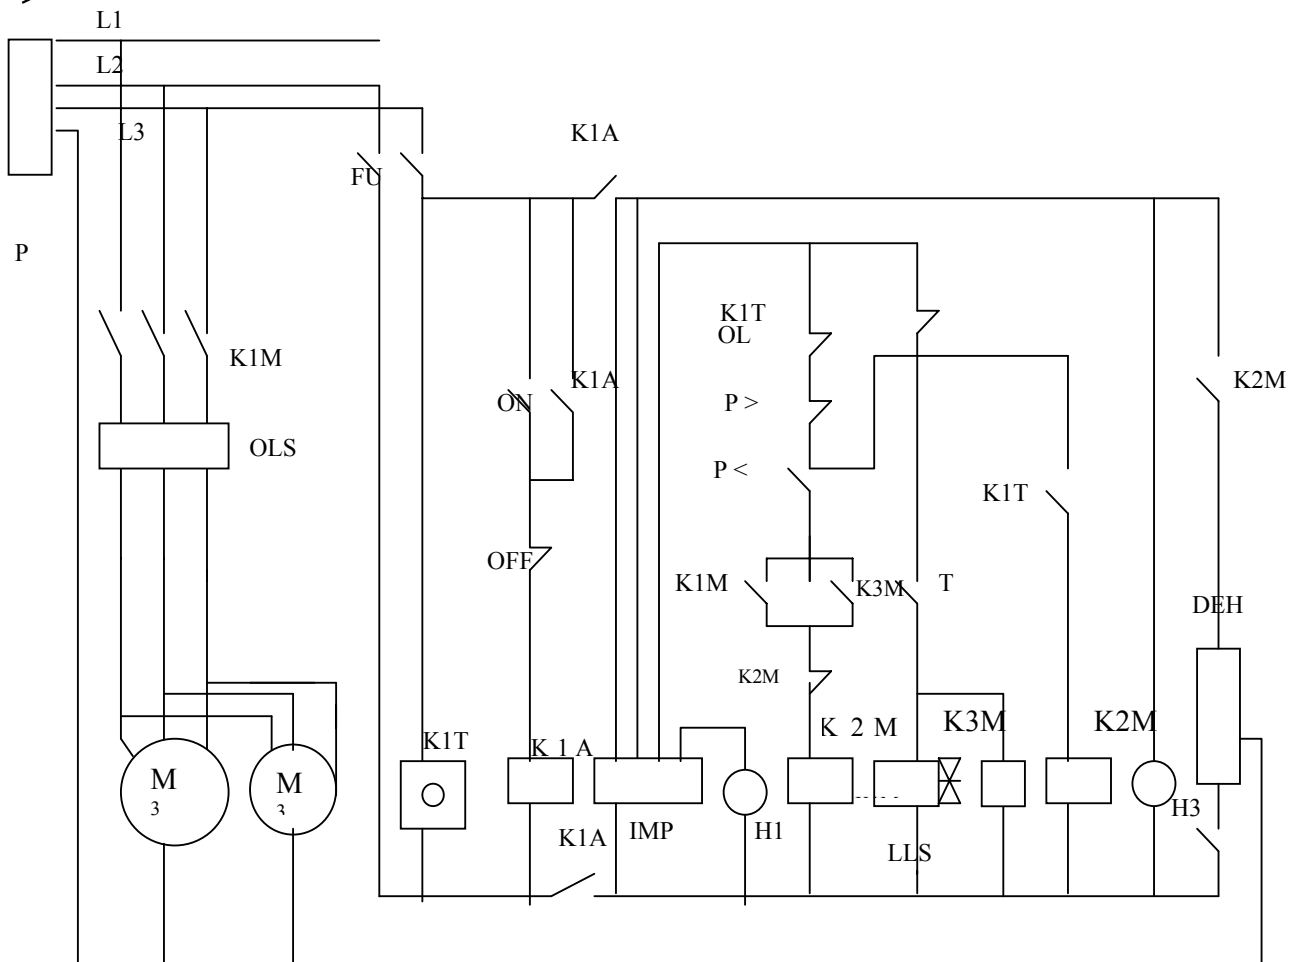 L1
L2
L3
K1A
FU
P
K1T
OL
K1M
K1A
K2M
ON
P >
OLS
P <
K1T
OFF
K1M
K3M
T
DEH
K2M
K 2 M
K3M
K2M
K1T
K 1 A
M
3
M
3
H3
K1A
IMP
H1
LLS